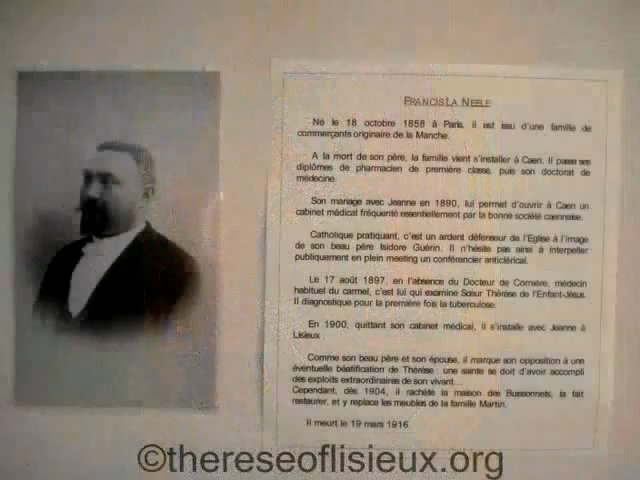 FRANCIS LA NEELE
Né le 18 octobre 1858 à Paris, il est issu d'une famille de
commerçants originaire de la Manche.
A la mort de son père, la famille vient s'installer à Caen. Il passe ses
diplômes de pharmacien de première classe, puis son doctorat de
médecine.
Son mariage avec Jeanne en 1890, lui permet d'ouvrir à Caen un
cabinet médical fréquenté essentiellement par la bonne société caennaise.
Catholique pratiquant, c'est un ardent défenseur de l'Eglise à l'image
de son beau père Isidore Guérin. Il n'hésite pas ainsi à interpeller
publiquement en plein meeting un conférencier anticlérical.
Le 17 août 1897, en l'absence du Docteur de Cornière, médecin
habituel du carmel, c'est lui qui examine Sœur Thérèse de l'Enfant-Jésus.
Il diagnostique pour la première fois la tuberculose.
En 1900, quittant son cabinet médical, il s'installe avec Jeanne à
Lisieux
Comme son beau père et son épouse, il marque son opposition à une
éventuelle béatification de Thérèse : une sainte se doit d'avoir accompli
des exploits extraordinaires de son vivant...
Cependant, dès 1904, il rachète la maison des Buissonnets, la fait
restaurer, et y replace les meubles de la famille Martin.
Il meurt le 19 mars 1916.
©thereseoflisieux.org